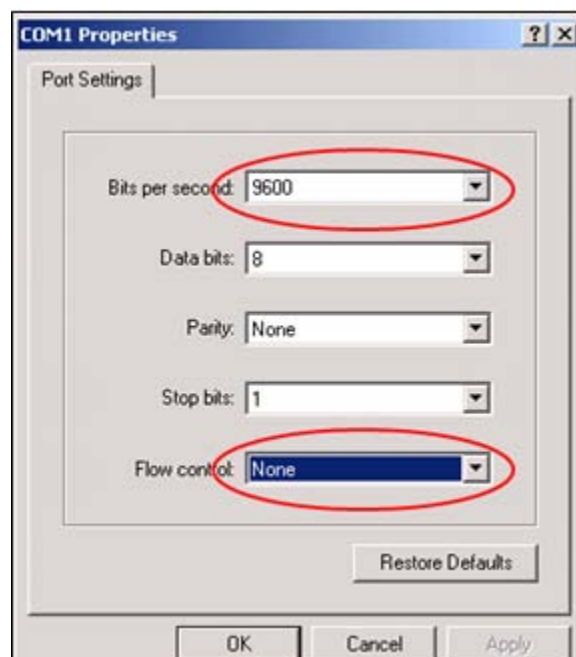 COM1 Properties
Port Settings
Bits per second: 9600
Data bits: 8
Parity: None
Stop bits: 1
Flow control: None
Restore Defaults
OK Cancel Apply